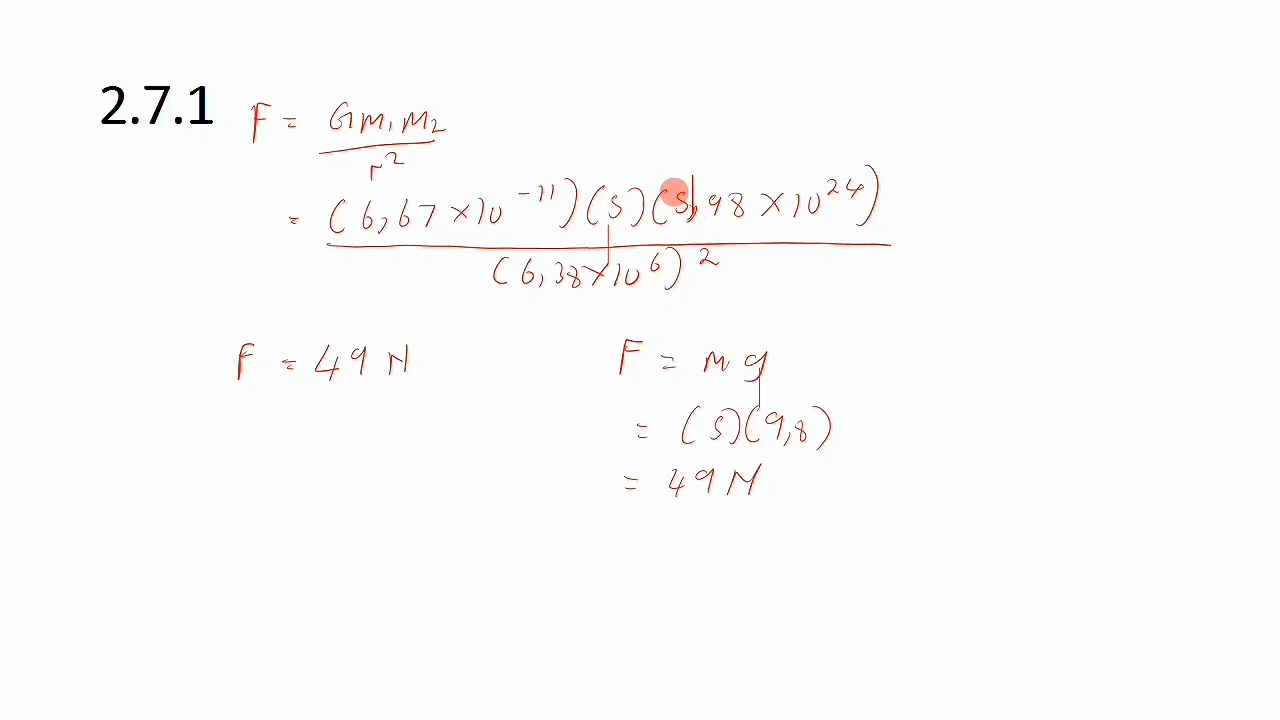 2.7.1
F = Gm₁m₂
r²
= (6,67 × 10⁻¹¹)(5)(5,98 × 10²⁴)
(6,38 × 10⁶)²
F = 49 N
F = mg
= (5)(9,8)
= 49 N